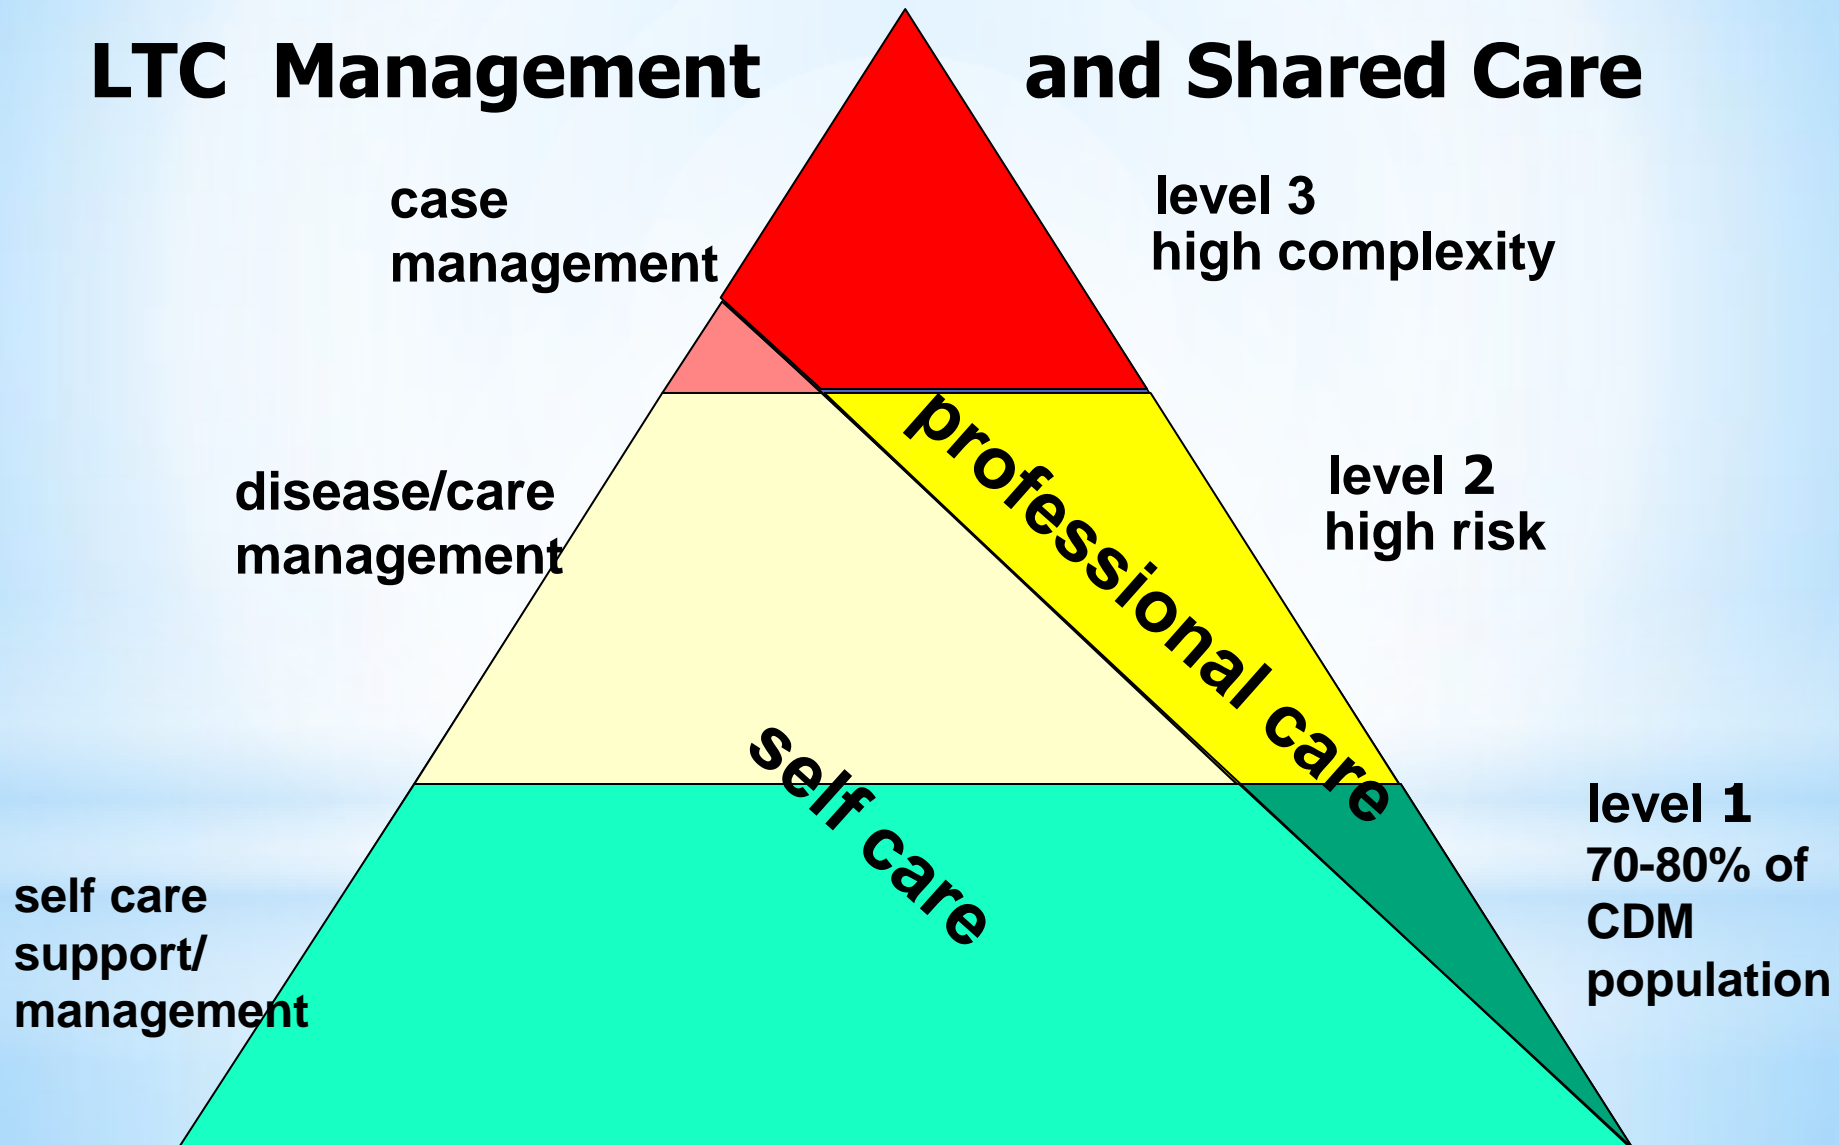 LTC Management and Shared Care
case
management
level 3
high complexity
disease/care
management
professional care
level 2
high risk
self care
self care
support/
management
level 1
70-80% of
CDM
population